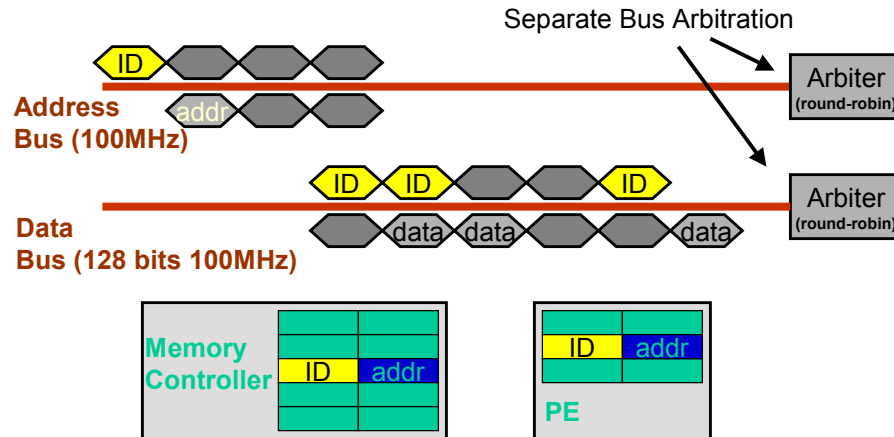 Separate Bus Arbitration
ID
Arbiter
(round-robin)
Address
Bus (100MHz)
addr
ID ID ID
Arbiter
(round-robin)
Data
Bus (128 bits 100MHz)
data data data
Memory
Controller
ID addr
ID addr
PE